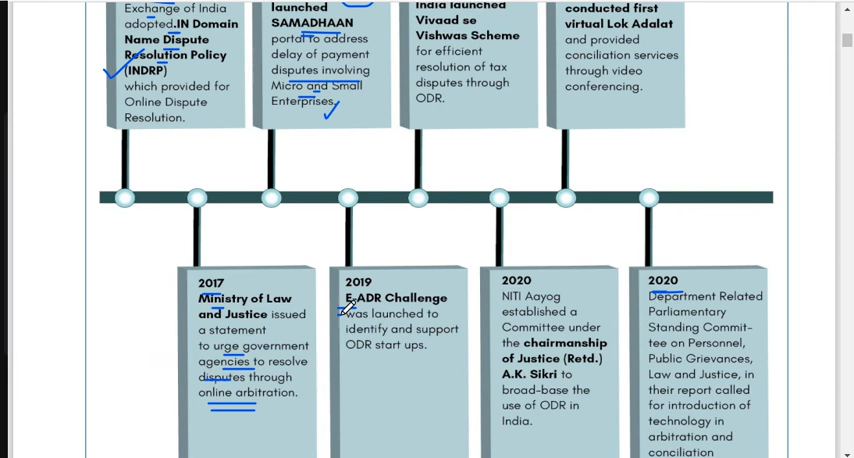 Exchange of India
adopted.IN Domain
Name Dispute
Resolution Policy
(INDRP)
which provided for
Online Dispute
Resolution.
launched
SAMADHAAN
portal to address
delay of payment
disputes involving
Micro and Small
Enterprises.
India launched
Vivaad se
Vishwas Scheme
for efficient
resolution of tax
disputes through
ODR.
conducted first
virtual Lok Adalat
and provided
conciliation services
through video
conferencing.
2017
Ministry of Law
and Justice issued
a statement
to urge government
agencies to resolve
disputes through
online arbitration.
2019
E-ADR Challenge
was launched to
identify and support
ODR start ups.
2020
NITI Aayog
established a
Committee under
the chairmanship
of Justice (Retd.)
A.K. Sikri to
broad-base the
use of ODR in
India.
2020
Department Related
Parliamentary
Standing Commit-
tee on Personnel,
Public Grievances,
Law and Justice, in
their report called
for introduction of
technology in
arbitration and
conciliation